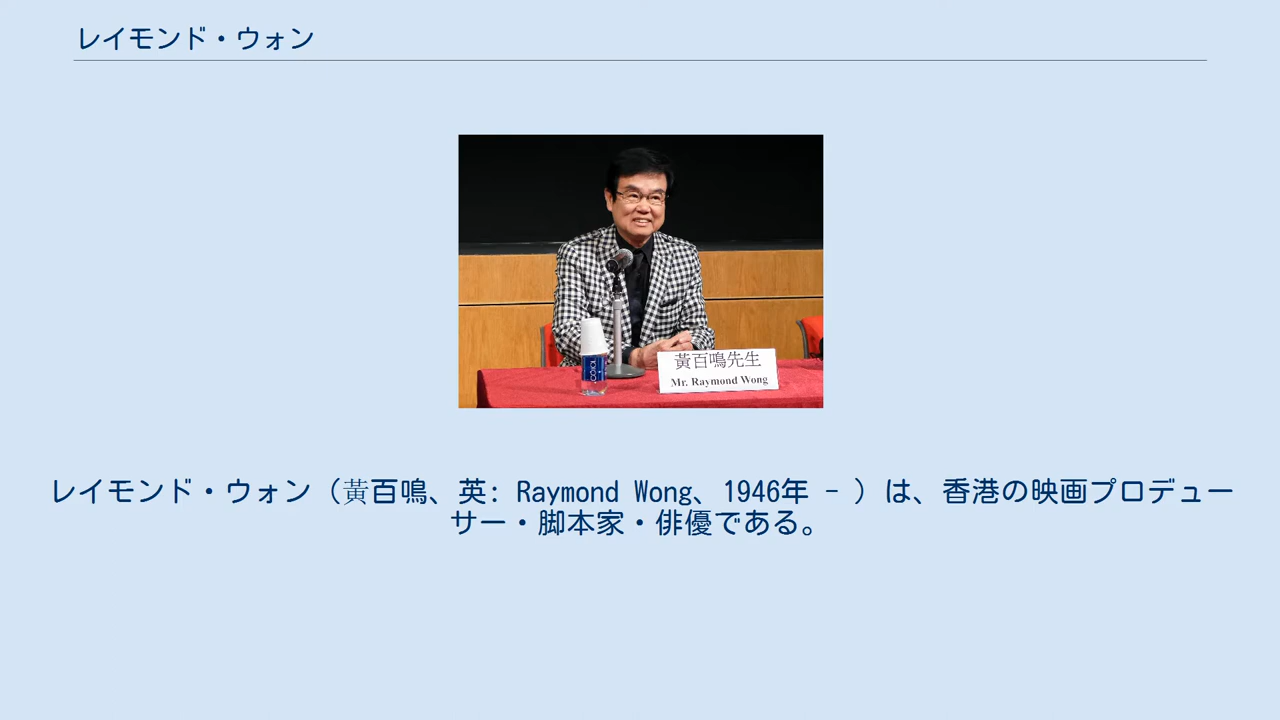 レイモンド・ウォン
黃百鳴先生
Mr. Raymond Wong
レイモンド・ウォン（黃百鳴、英: Raymond Wong、1946年 - ）は、香港の映画プロデュー
サー・脚本家・俳優である。